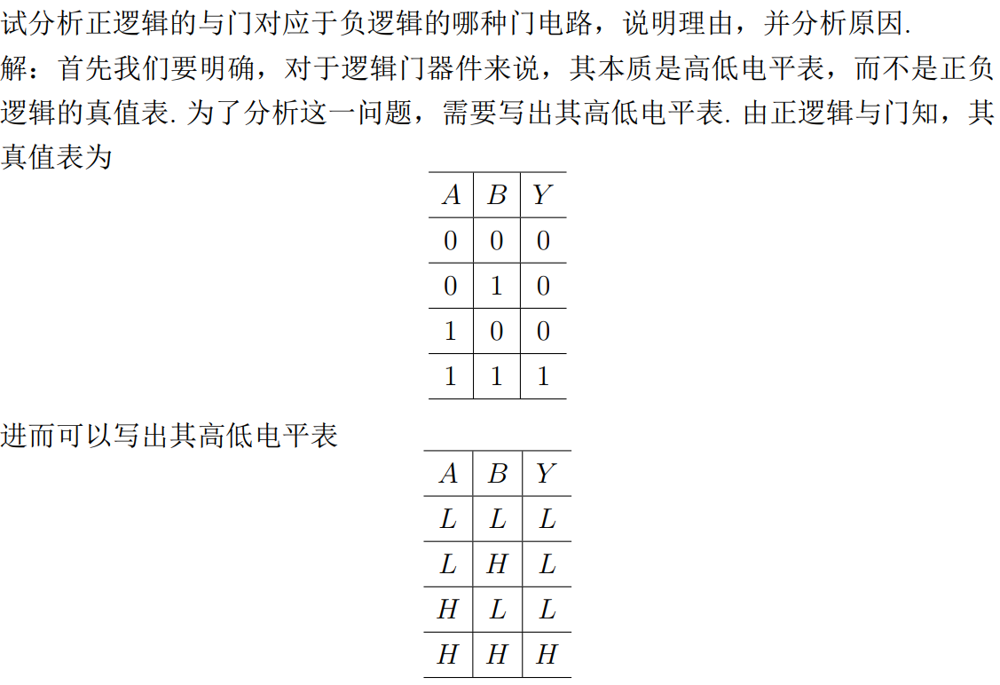 试分析正逻辑的与门对应于负逻辑的哪种门电路，说明理由，并分析原因.
解：首先我们要明确，对于逻辑门器件来说，其本质是高低电平表，而不是正负
逻辑的真值表. 为了分析这一问题，需要写出其高低电平表. 由正逻辑与门知，其
真值表为
A B Y
0 0 0
0 1 0
1 0 0
1 1 1
进而可以写出其高低电平表
A B Y
L L L
L H L
H L L
H H H